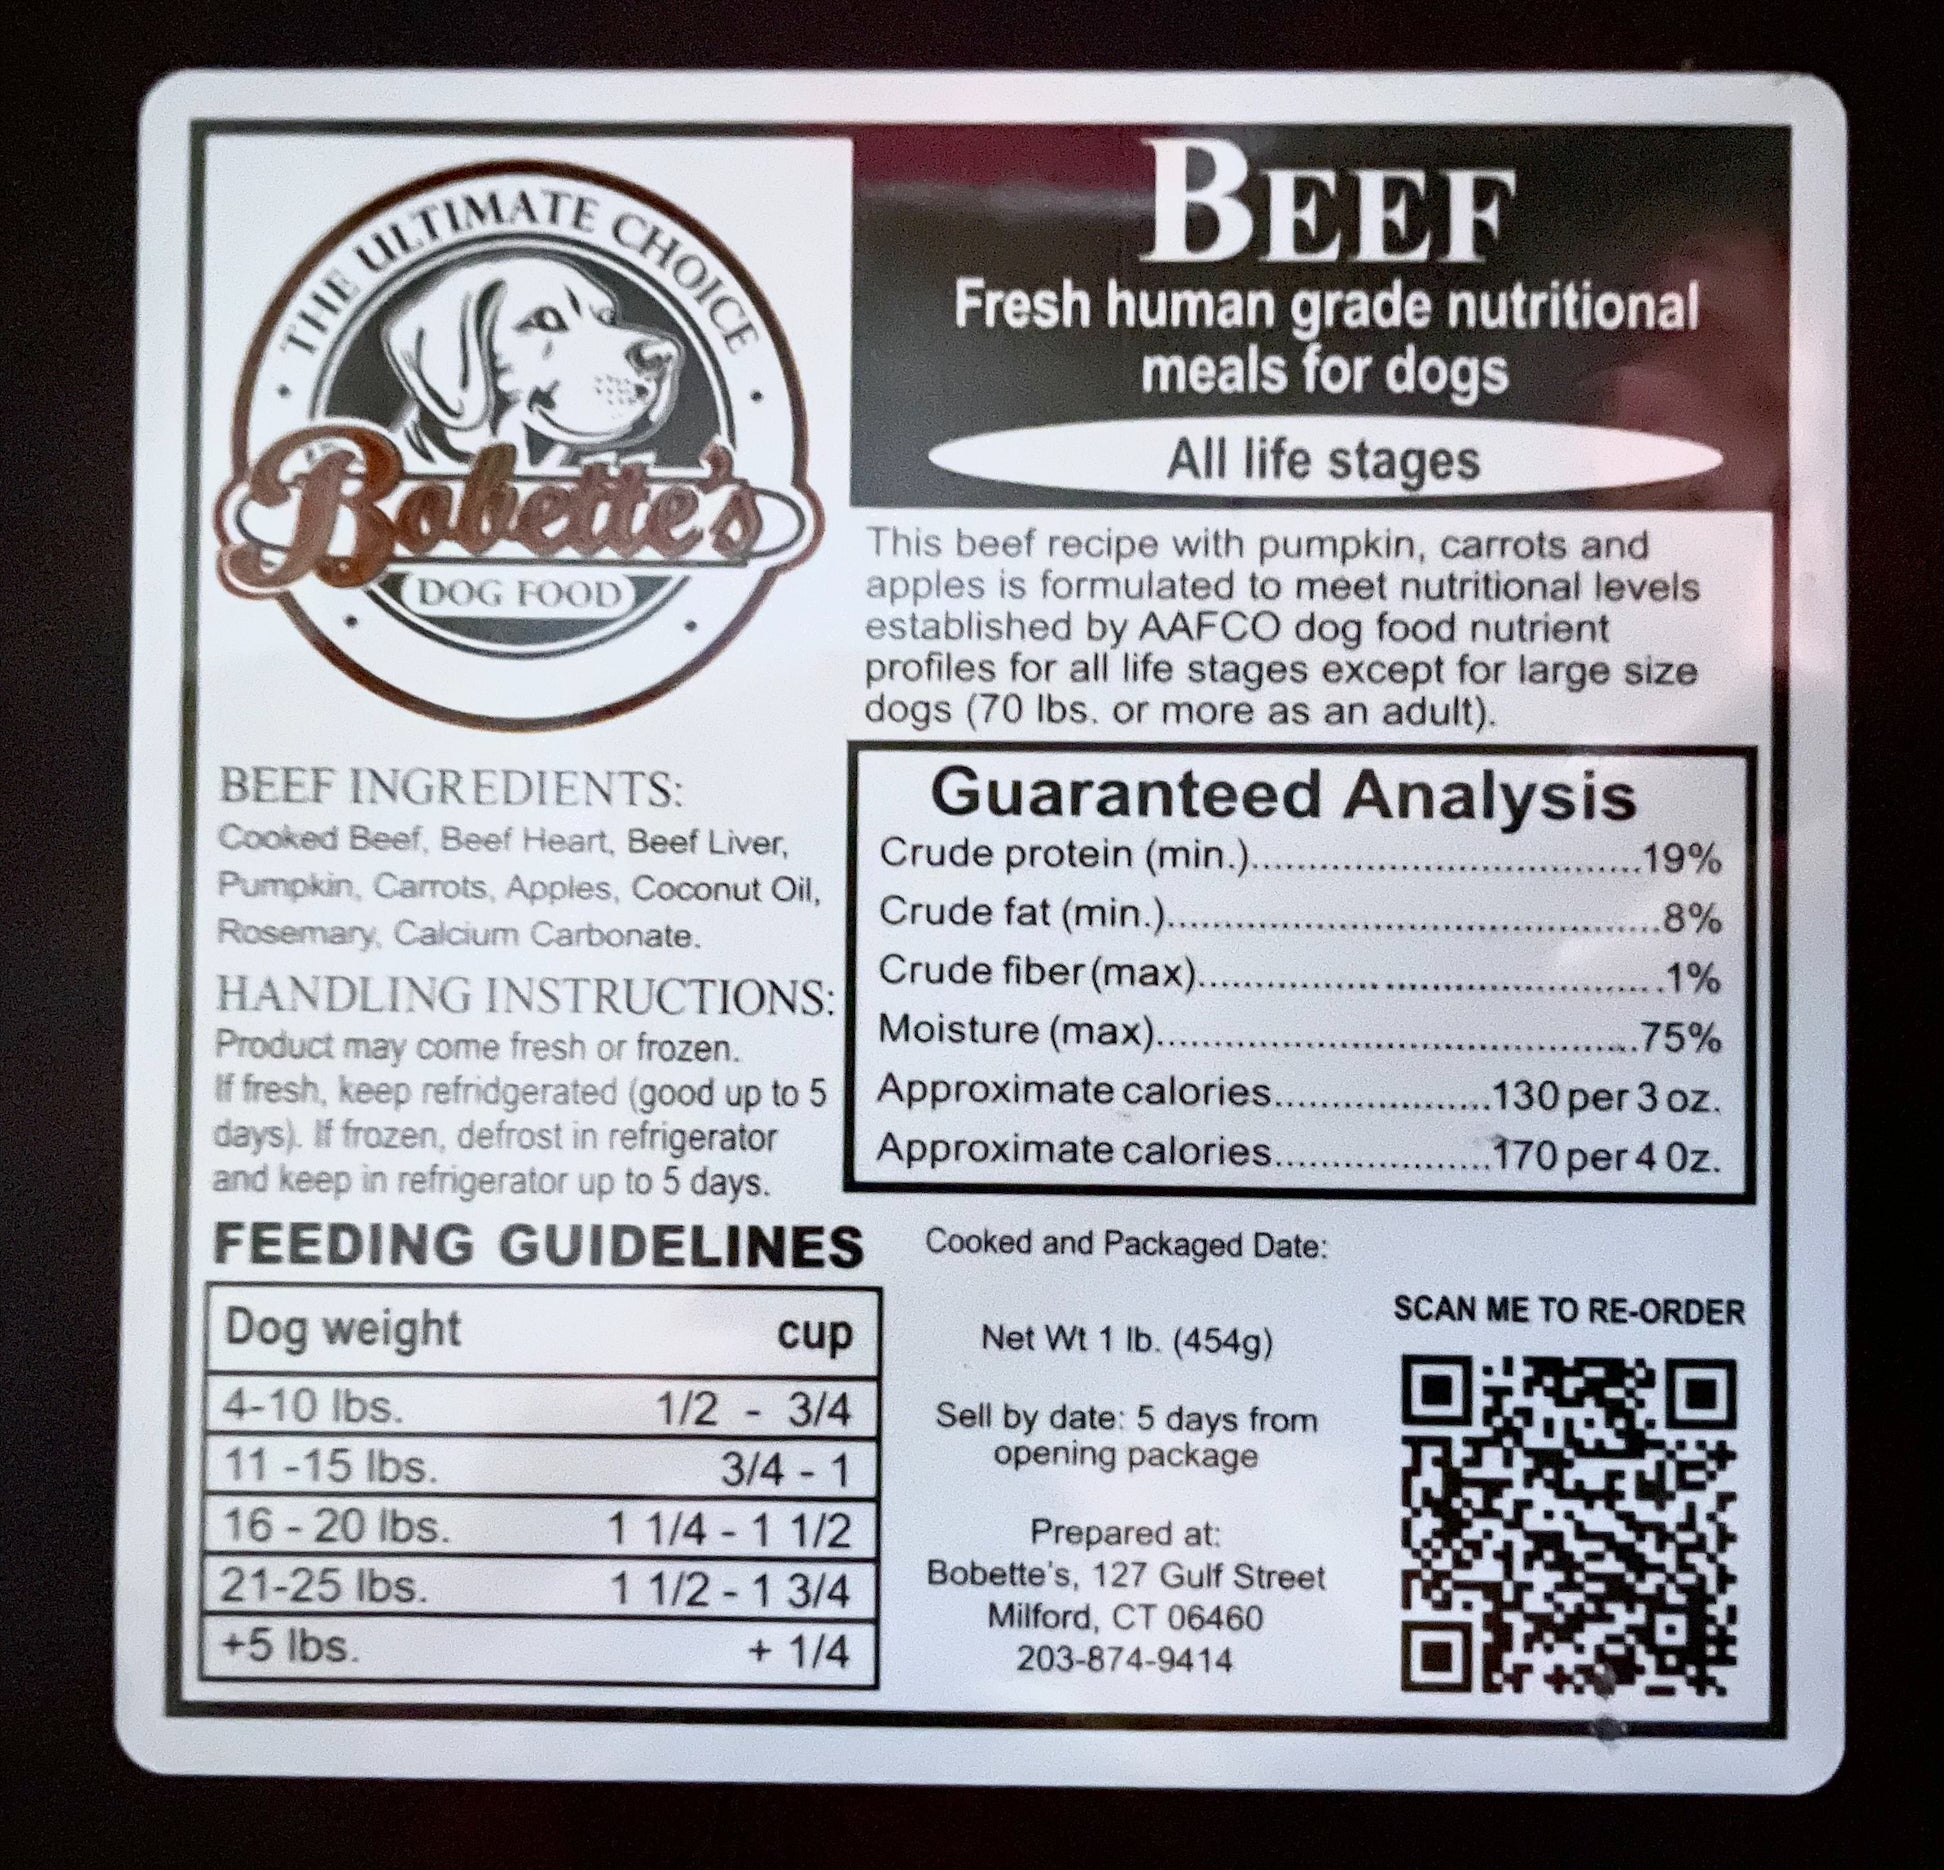 THE ULTIMATE CHOICE
Bobette's
DOG FOOD
BEEF
Fresh human grade nutritional
meals for dogs
All life stages
This beef recipe with pumpkin, carrots and
apples is formulated to meet nutritional levels
established by AAFCO dog food nutrient
profiles for all life stages except for large size
dogs (70 lbs. or more as an adult).
BEEF INGREDIENTS:
Cooked Beef, Beef Heart, Beef Liver,
Pumpkin, Carrots, Apples, Coconut Oil,
Rosemary, Calcium Carbonate.
HANDLING INSTRUCTIONS:
Product may come fresh or frozen.
If fresh, keep refridgerated (good up to 5
days). If frozen, defrost in refrigerator
and keep in refrigerator up to 5 days.
Guaranteed Analysis
Crude protein (min.)..................................19%
Crude fat (min.)..........................................8%
Crude fiber (max).......................................1%
Moisture (max)..........................................75%
Approximate calories...................130 per 3 oz.
Approximate calories...................170 per 4 Oz.
FEEDING GUIDELINES
Dog weight cup
4-10 lbs. 1/2 - 3/4
11 -15 lbs. 3/4 - 1
16 - 20 lbs. 1 1/4 - 1 1/2
21-25 lbs. 1 1/2 - 1 3/4
+5 lbs. + 1/4
Cooked and Packaged Date:
Net Wt 1 lb. (454g)
Sell by date: 5 days from
opening package
Prepared at:
Bobette's, 127 Gulf Street
Milford, CT 06460
203-874-9414
SCAN ME TO RE-ORDER